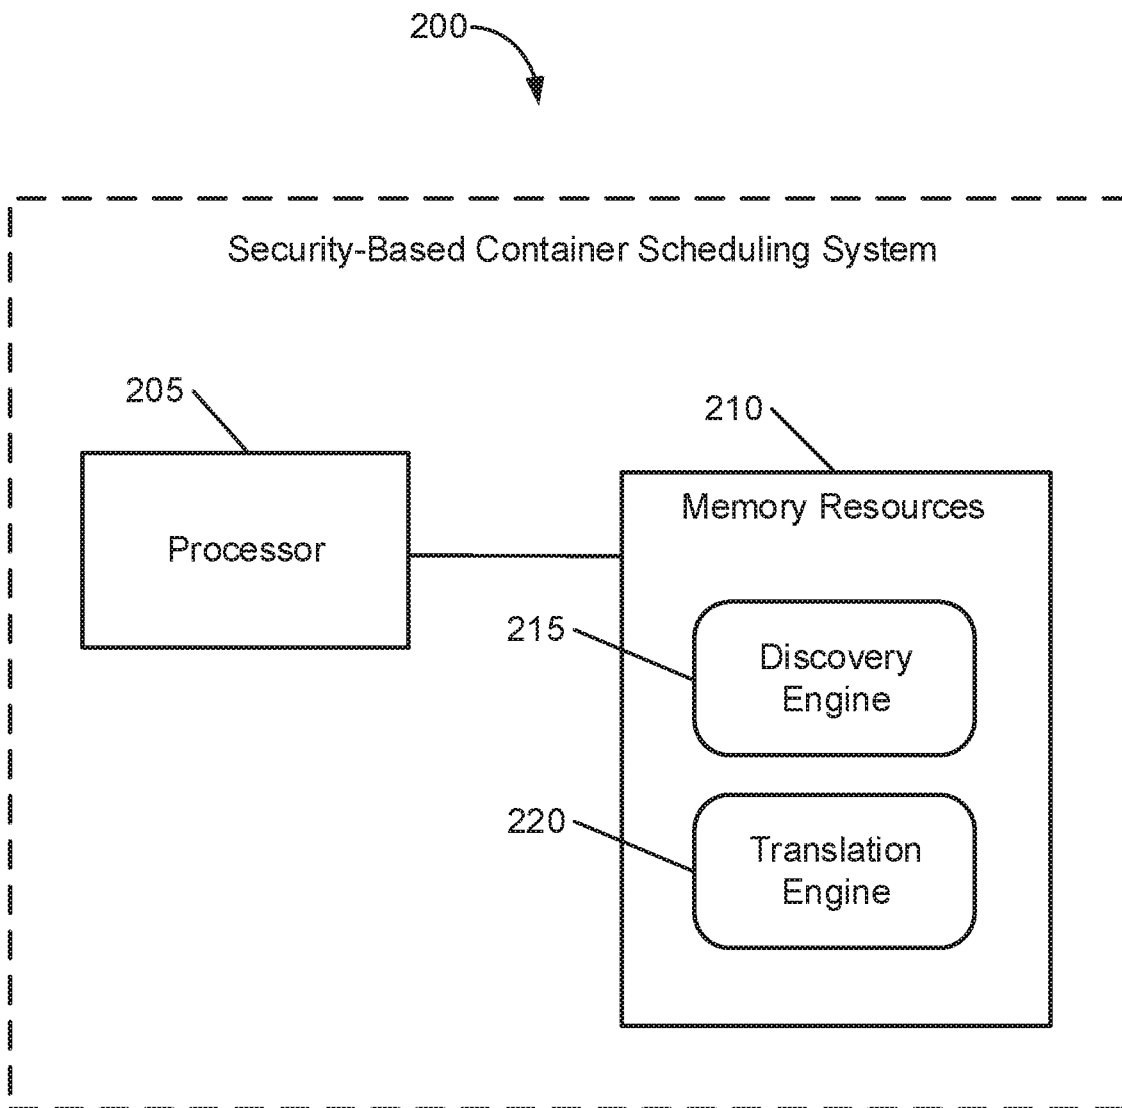 200
Security-Based Container Scheduling System
205
210
Processor
Memory Resources
215
Discovery
Engine
220
Translation
Engine